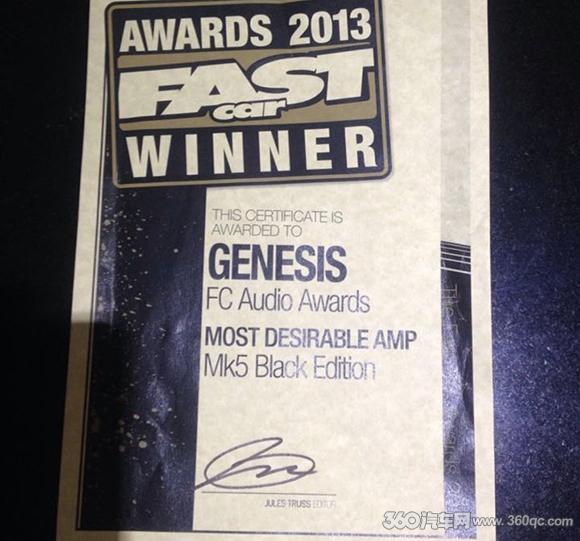 AWARDS 2013
FAST
car
WINNER
THIS CERTIFICATE IS
AWARDED TO
GENESIS
FC Audio Awards
MOST DESIRABLE AMP
Mk5 Black Edition
JULES TRUSS EDITOR
360汽车网 www.360qc.com